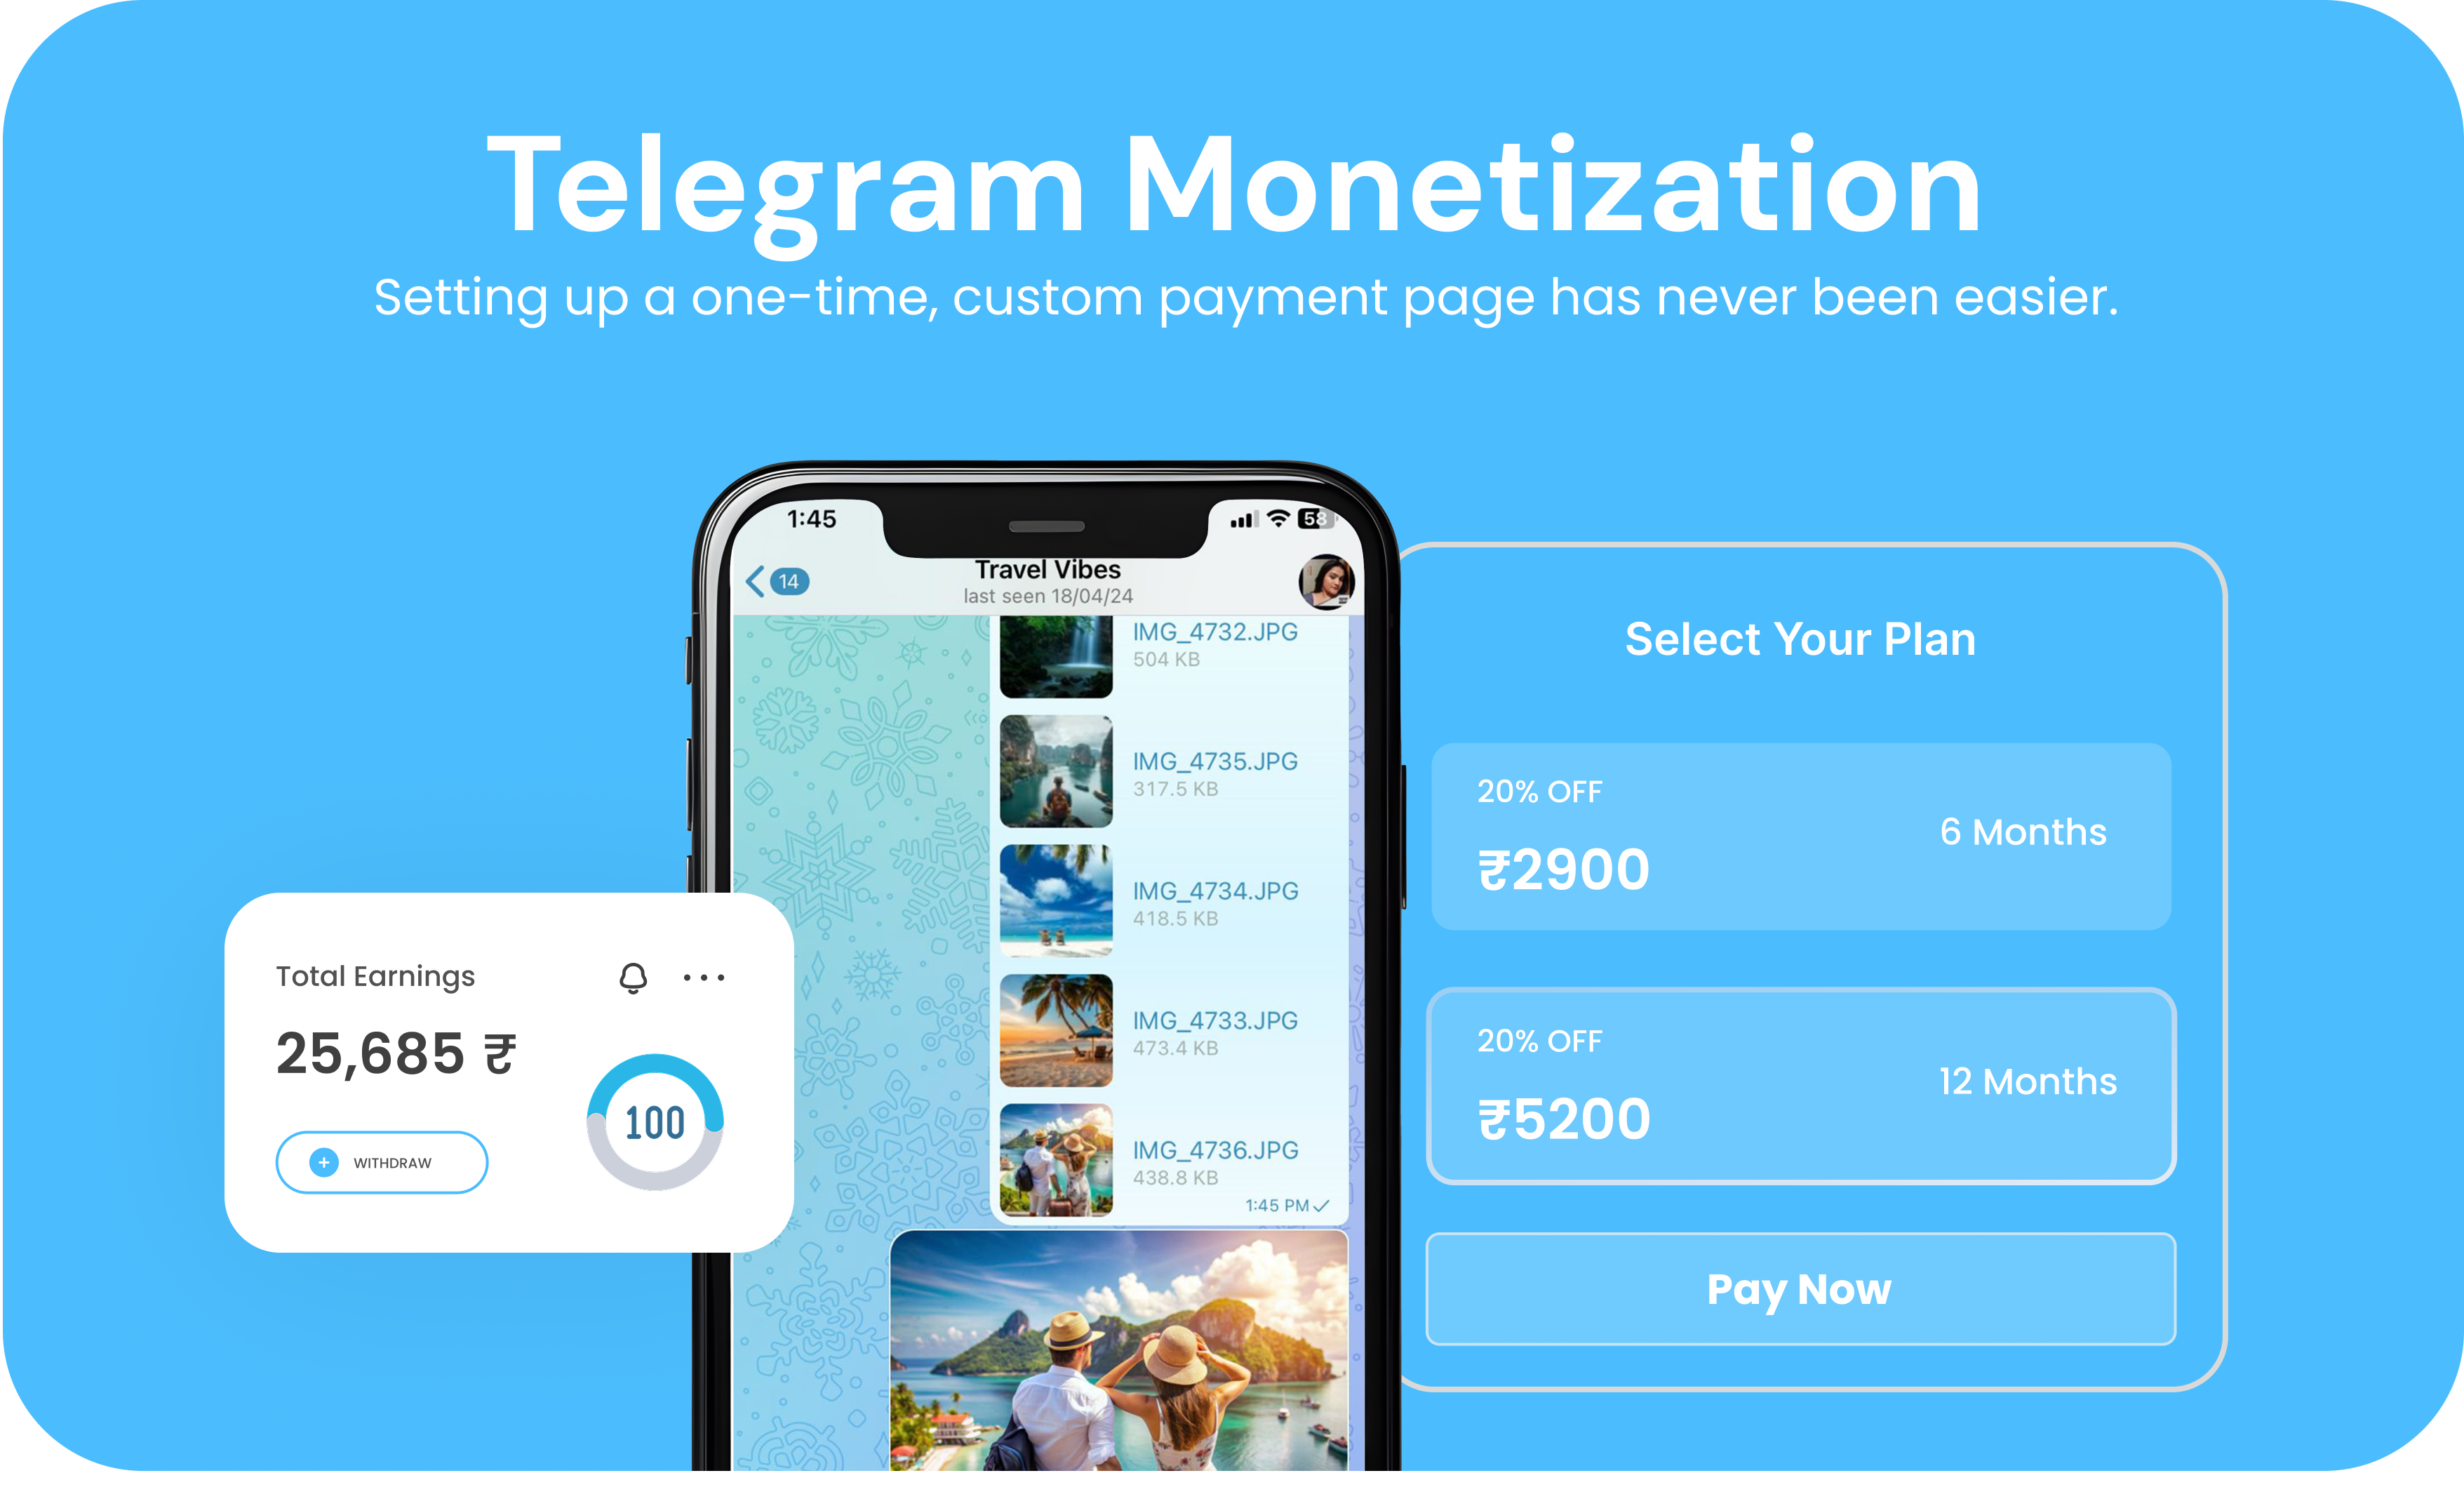 Telegram Monetization
Setting up a one-time, custom payment page has never been easier.
1:45
58
14
Travel Vibes
last seen 18/04/24
IMG_4732.JPG
504 KB
IMG_4735.JPG
317.5 KB
IMG_4734.JPG
418.5 KB
IMG_4733.JPG
473.4 KB
IMG_4736.JPG
438.8 KB
1:45 PM
Total Earnings
25,685 ₹
100
WITHDRAW
Select Your Plan
20% OFF
₹2900
6 Months
20% OFF
₹5200
12 Months
Pay Now